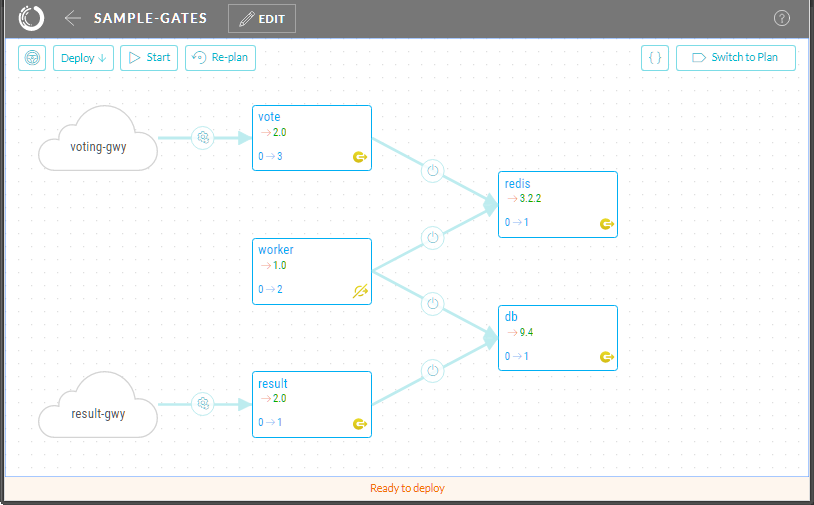 SAMPLE-GATES
EDIT
?
Deploy ↓
Start
Re-plan
{ }
Switch to Plan
voting-gwy
vote
→2.0
0→3
redis
→3.2.2
0→1
worker
→1.0
0→2
db
→9.4
0→1
result-gwy
result
→2.0
0→1
Ready to deploy